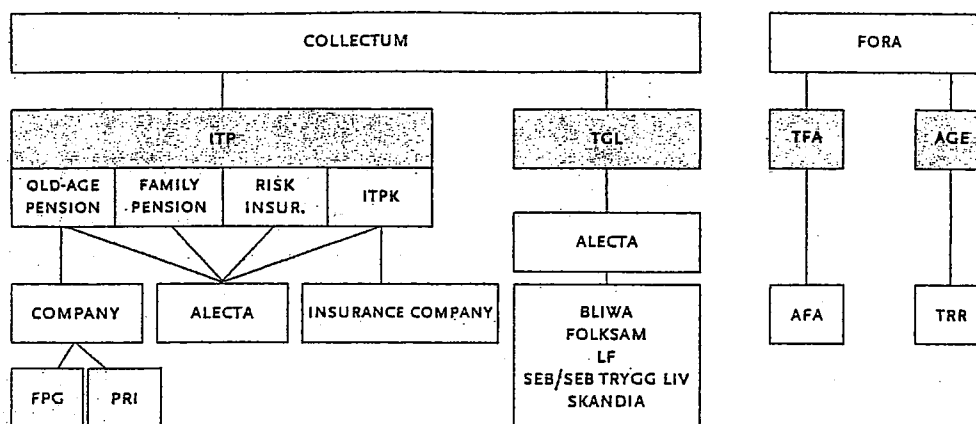 COLLECTUM
FORA
ITP
TGL
TFA
AGE
OLD-AGE
PENSION
FAMILY
PENSION
RISK
INSUR.
ITPK
ALECTA
COMPANY
ALECTA
INSURANCE COMPANY
BLIWA
FOLKSAM
LF
SEB/SEB TRYGG LIV
SKANDIA
AFA
TRR
FPG
PRI